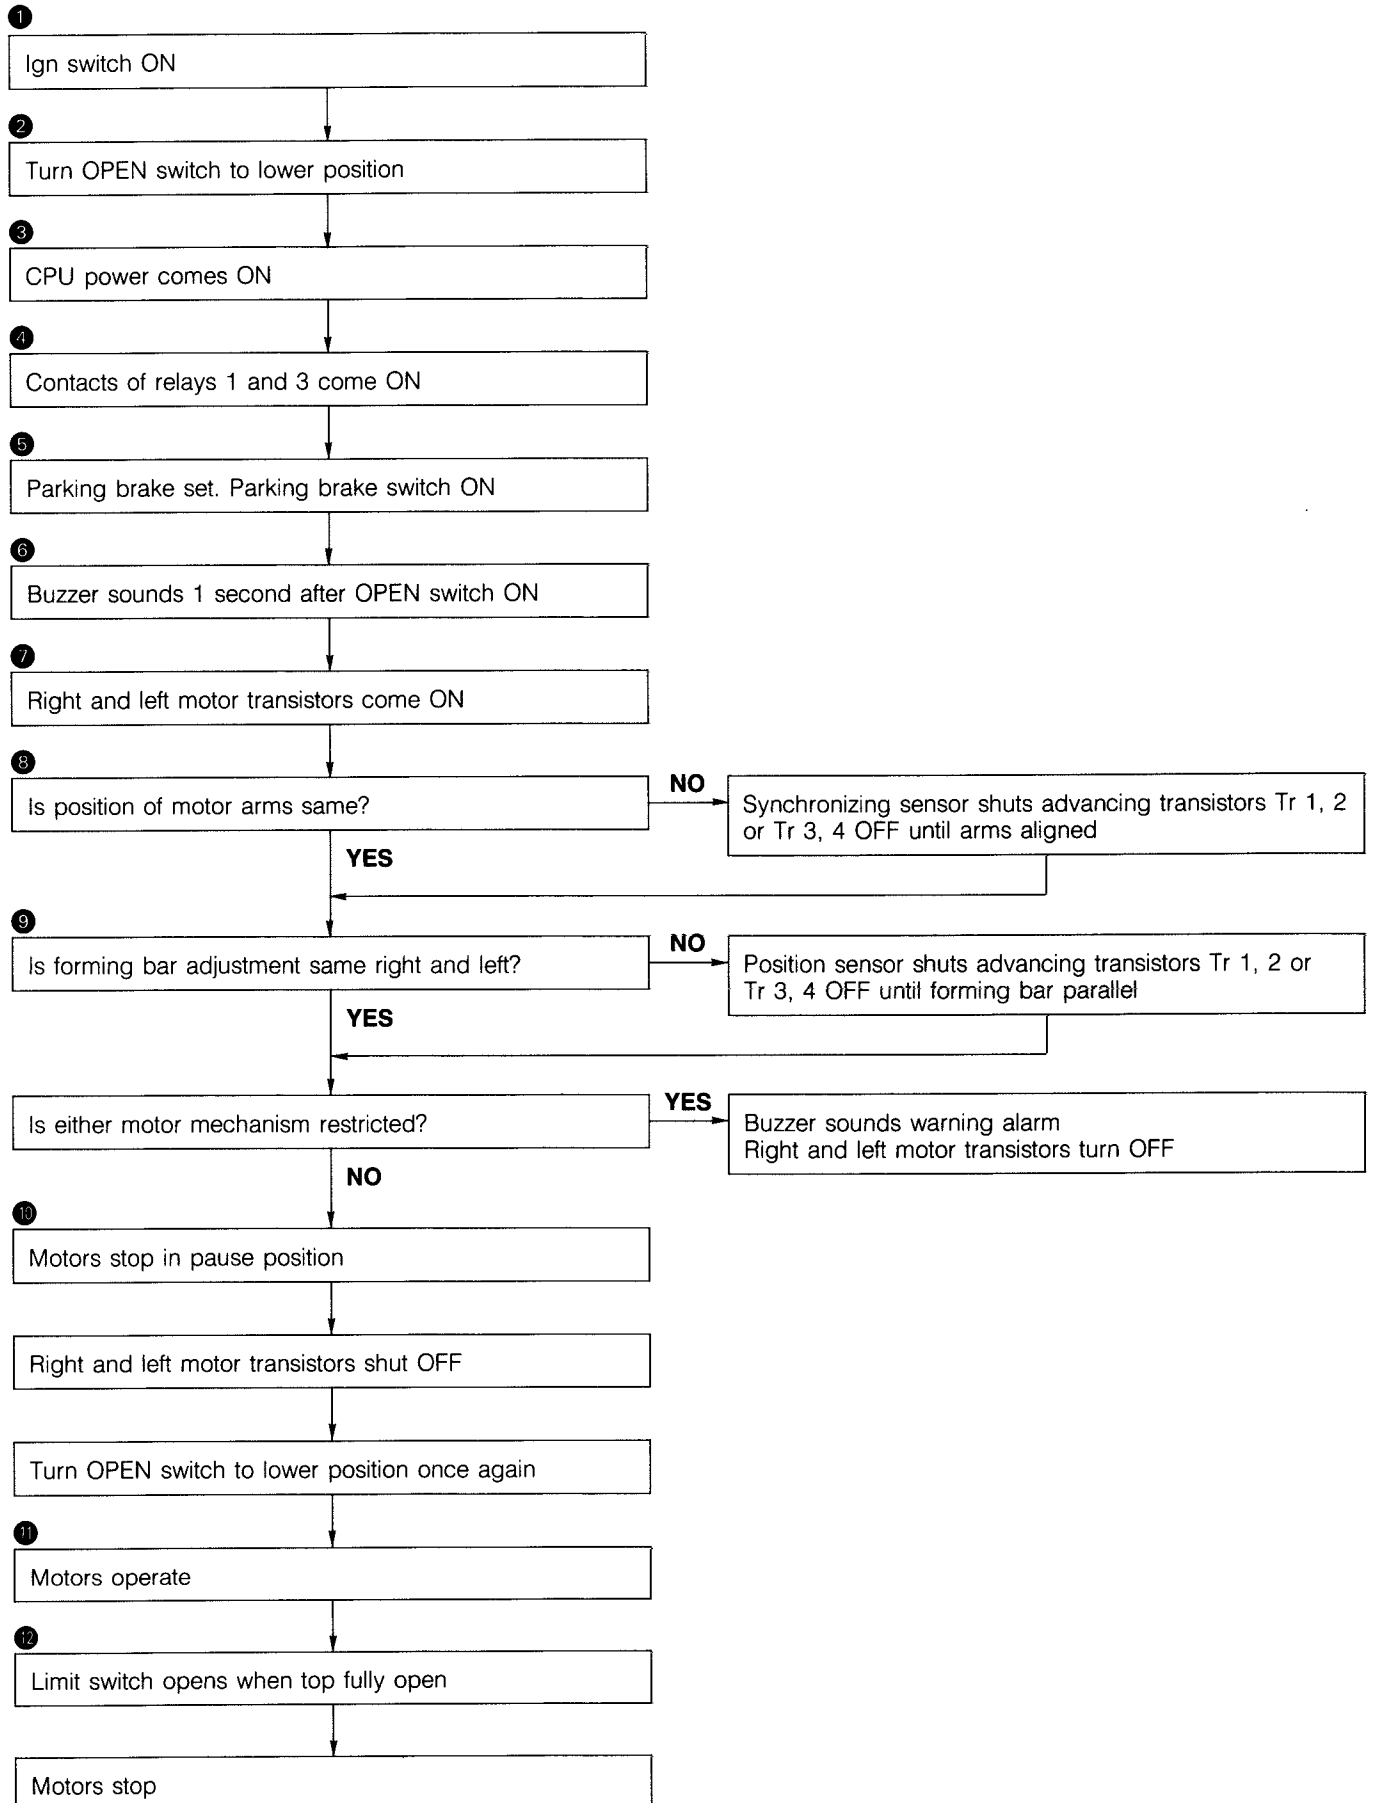 1
Ign switch ON
2
Turn OPEN switch to lower position
3
CPU power comes ON
4
Contacts of relays 1 and 3 come ON
5
Parking brake set. Parking brake switch ON
6
Buzzer sounds 1 second after OPEN switch ON
7
Right and left motor transistors come ON
8
Is position of motor arms same?
NO
Synchronizing sensor shuts advancing transistors Tr 1, 2
or Tr 3, 4 OFF until arms aligned
YES
9
Is forming bar adjustment same right and left?
NO
Position sensor shuts advancing transistors Tr 1, 2 or
Tr 3, 4 OFF until forming bar parallel
YES
Is either motor mechanism restricted?
YES
Buzzer sounds warning alarm
Right and left motor transistors turn OFF
NO
10
Motors stop in pause position
Right and left motor transistors shut OFF
Turn OPEN switch to lower position once again
11
Motors operate
12
Limit switch opens when top fully open
Motors stop